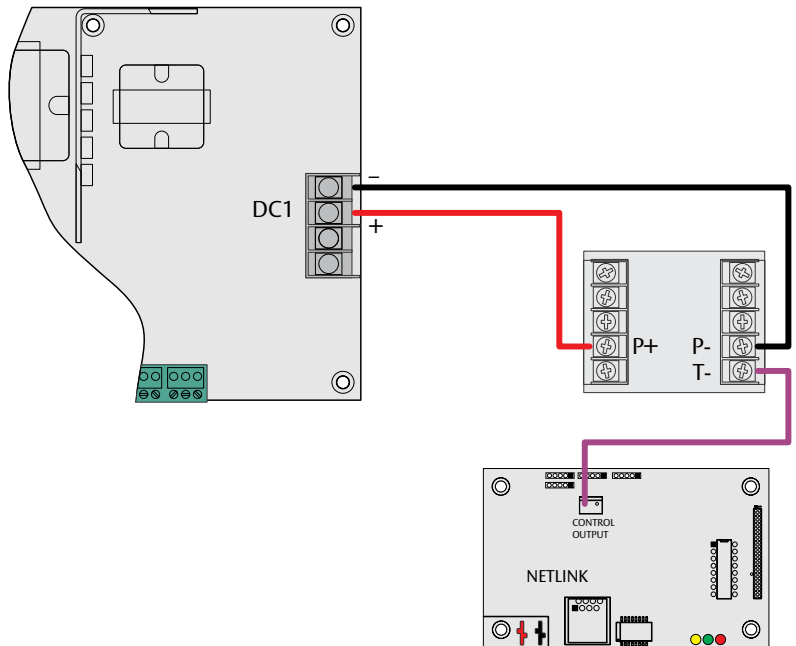 −
DC1
+
P+
P-
T-
CONTROL
OUTPUT
NETLINK